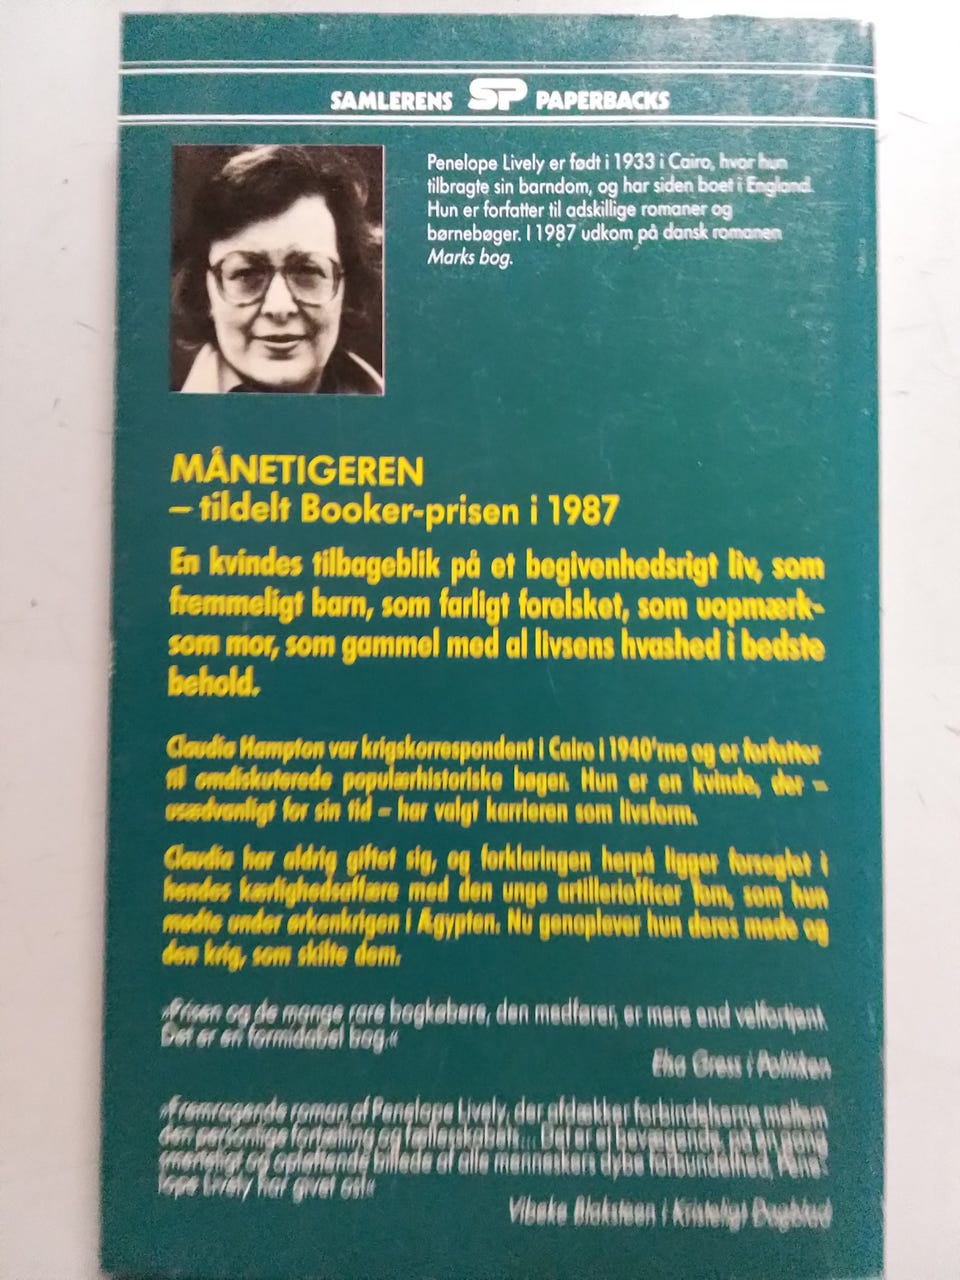 SAMLERENS SP PAPERBACKS
Penelope Lively er født i 1933 i Cairo, hvor hun
tilbragte sin barndom, og har siden boet i England.
Hun er forfatter til adskillige romaner og
børnebøger. I 1987 udkom på dansk romanen
Marks bog.
MÅNETIGEREN
– tildelt Booker-prisen i 1987
En kvindes tilbageblik på et begivenhedsrigt liv, som
fremmeligt barn, som farligt forelsket, som uopmærk-
som mor, som gammel med al livsens hvashed i bedste
behold.
Claudia Hampton var krigskorrespondent i Cairo i 1940'rne og er forfatter
til omdiskuterede populærhistoriske bøger. Hun er en kvinde, der –
usædvanligt for sin tid – har valgt karrieren som livsform.
Claudia har aldrig giftet sig, og forklaringen herpå ligger forseglet i
hendes kærlighedsaffære med den unge artilleriofficer Tom, som hun
mødte under ørkenkrigen i Ægypten. Nu genoplever hun deres møde og
den krig, som skilte dem.
»Prisen og de mange rare bogkøbere, den medfører, er mere end velfortjent.
Det er en formidabel bog.«
Elsa Gress i Politiken
»Fremragende roman af Penelope Lively, der afdækker forbindelserne mellem
den personlige fortælling og fællesskabets... Det er et bevægende, på en gang
og opløftende billede af alle menneskers dybe forbundethed, Pene-
lope Lively har givet os!«
Vibeke Blaksteen i Kristeligt Dagblad